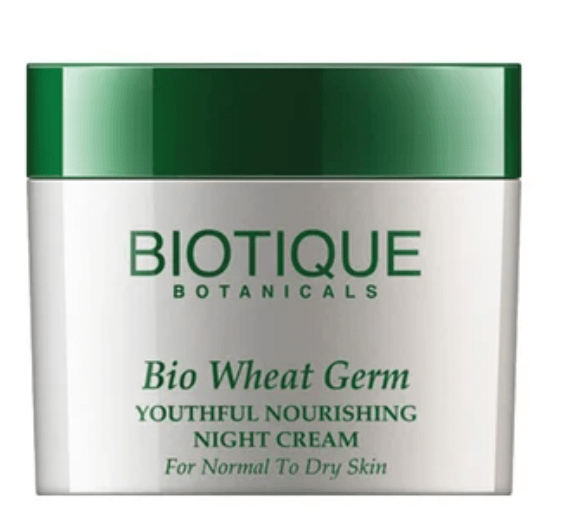 BIOTIQUE
BOTANICALS
Bio Wheat Germ
YOUTHFUL NOURISHING
NIGHT CREAM
For Normal To Dry Skin